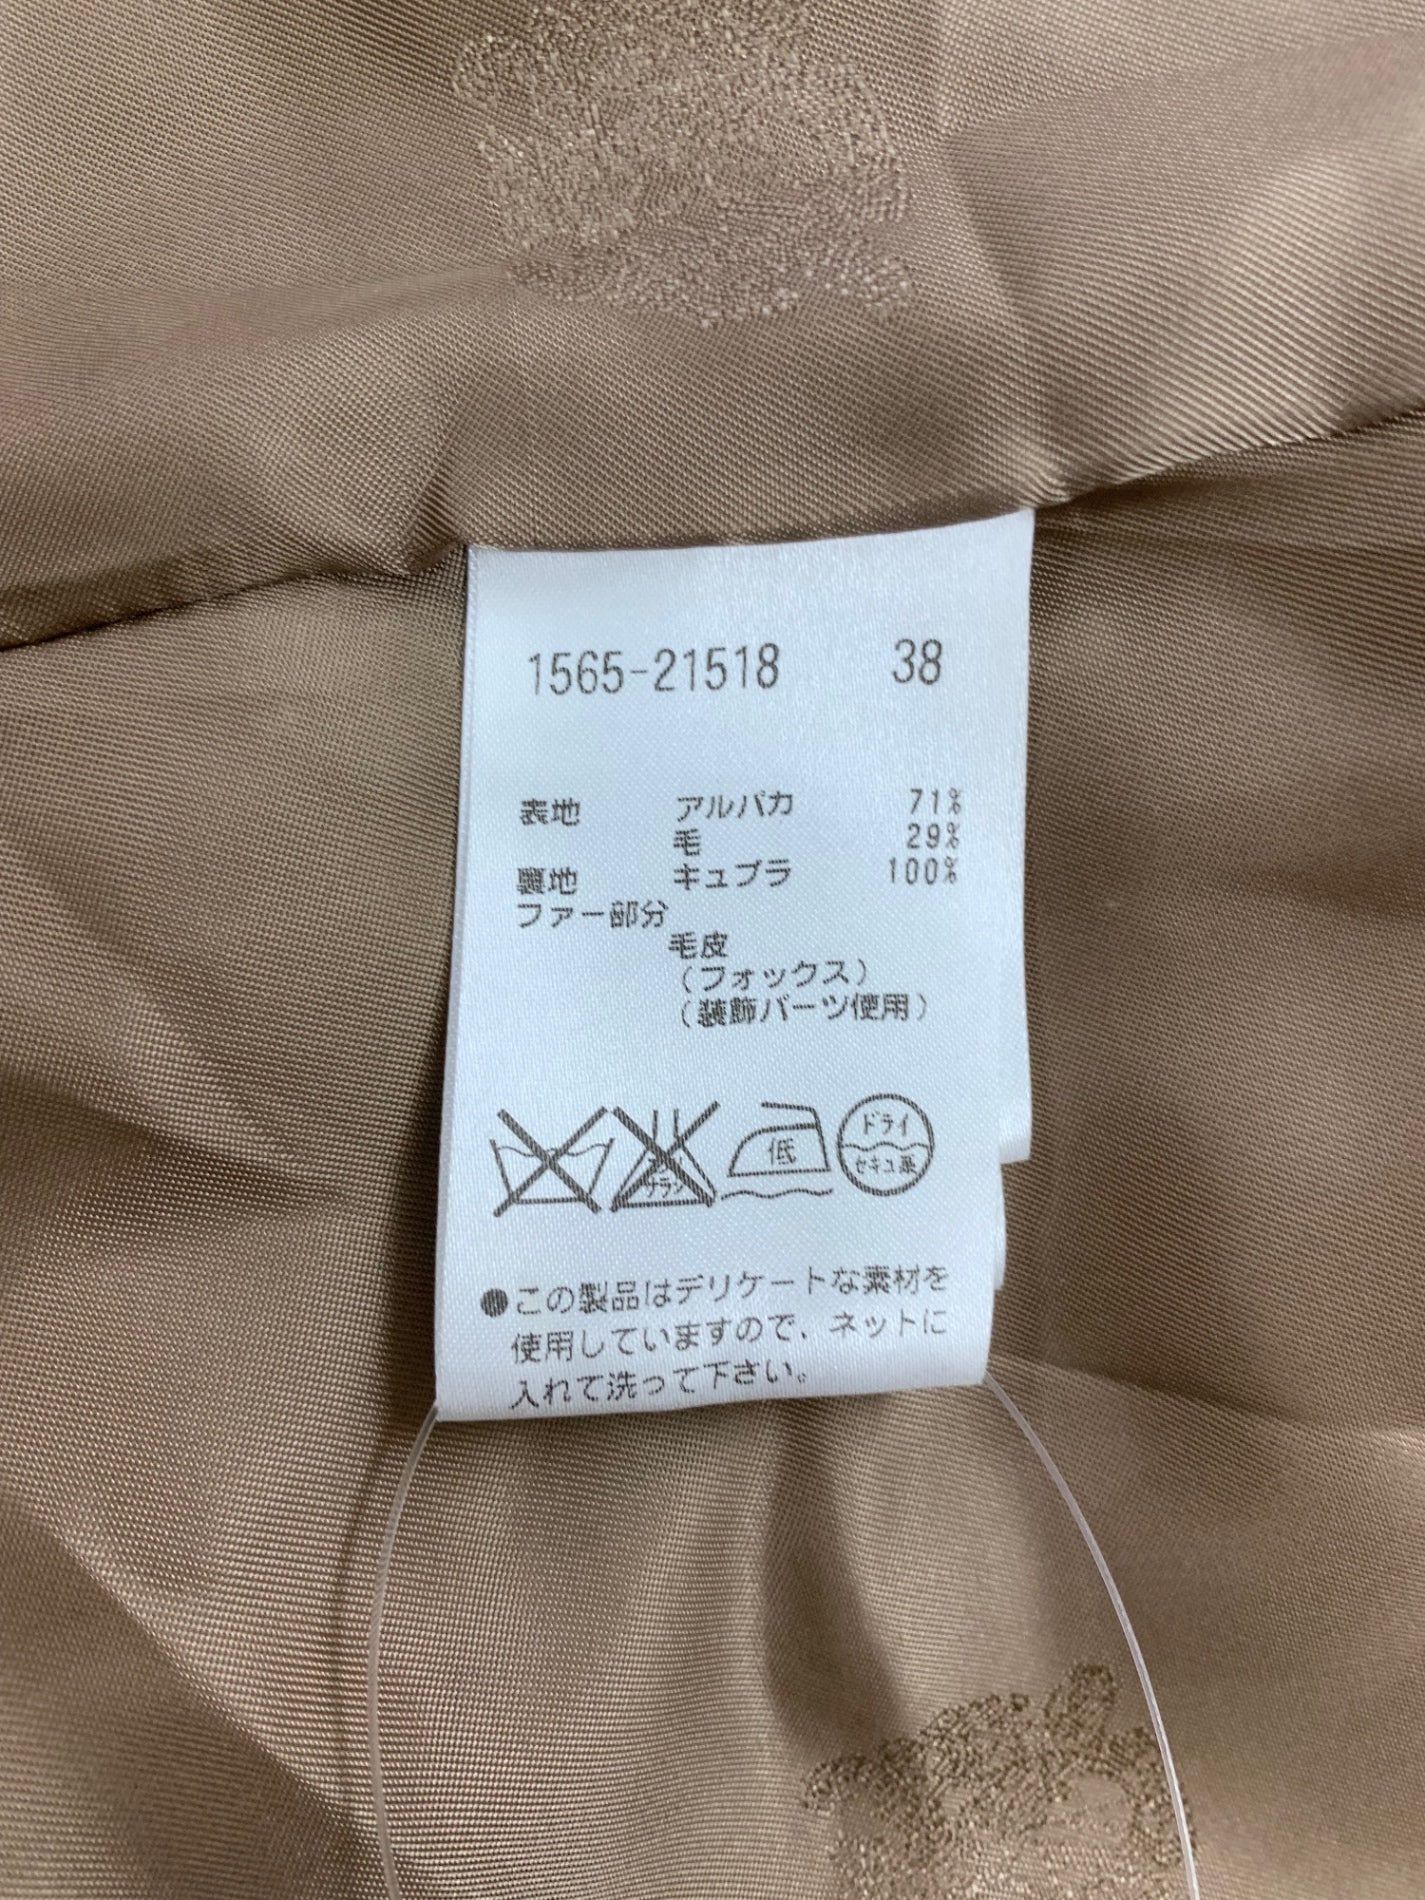 1565-21518 38
表地 アルパカ 71%
毛 29%
裏地 キュプラ 100%
ファー部分
毛皮
(フォックス)
(装飾パーツ使用)
低
ドライ
セキユ系
●この製品はデリケートな素材を
使用していますので、ネットに
入れて洗って下さい。